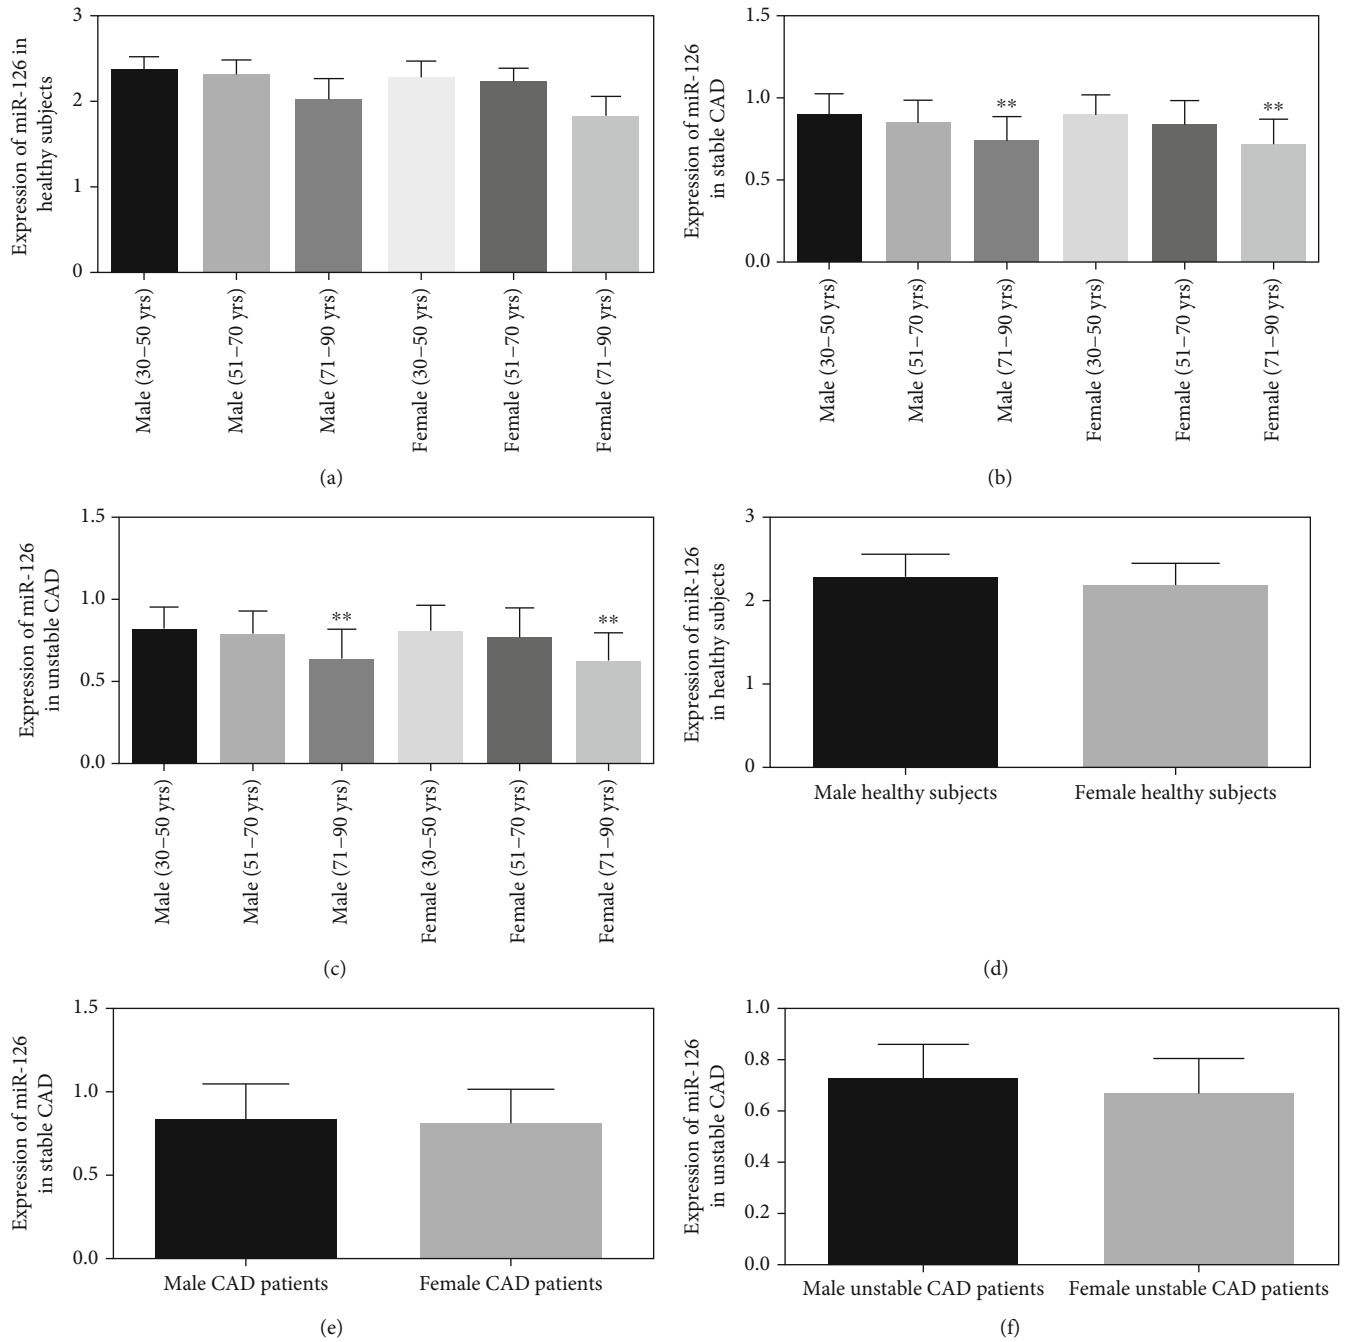 Expression of miR-126 in
healthy subjects
3
2
1
0
Male (30−50 yrs)
Male (51−70 yrs)
Male (71−90 yrs)
Female (30−50 yrs)
Female (51−70 yrs)
Female (71−90 yrs)
(a)
Expression of miR-126
in stable CAD
1.5
1.0
0.5
0.0
**
**
Male (30−50 yrs)
Male (51−70 yrs)
Male (71−90 yrs)
Female (30−50 yrs)
Female (51−70 yrs)
Female (71−90 yrs)
(b)
Expression of miR-126
in unstable CAD
1.5
1.0
0.5
0.0
**
**
Male (30−50 yrs)
Male (51−70 yrs)
Male (71−90 yrs)
Female (30−50 yrs)
Female (51−70 yrs)
Female (71−90 yrs)
(c)
Expression of miR-126
in healthy subjects
3
2
1
0
Male healthy subjects
Female healthy subjects
(d)
Expression of miR-126
in stable CAD
1.5
1.0
0.5
0.0
Male CAD patients
Female CAD patients
(e)
Expression of miR-126
in unstable CAD
1.0
0.8
0.6
0.4
0.2
0.0
Male unstable CAD patients
Female unstable CAD patients
(f)